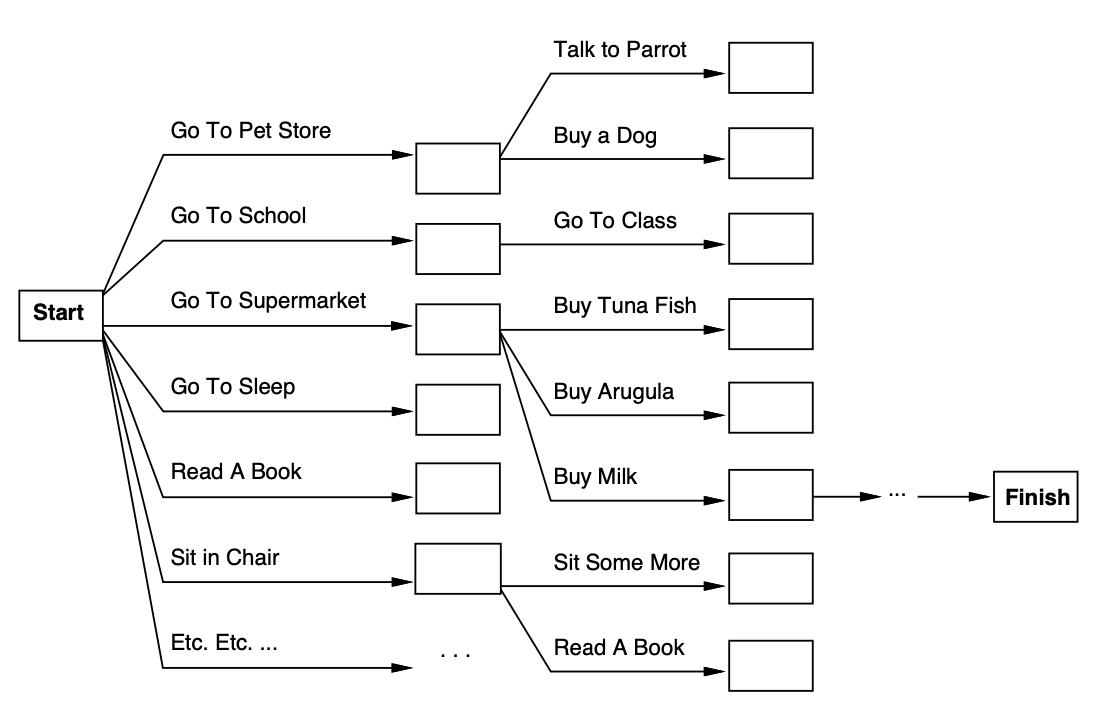 Talk to Parrot
Go To Pet Store
Buy a Dog
Go To School
Go To Class
Start
Go To Supermarket
Buy Tuna Fish
Go To Sleep
Buy Arugula
Read A Book
Buy Milk
...
Finish
Sit in Chair
Sit Some More
Etc. Etc. ...
. . .
Read A Book